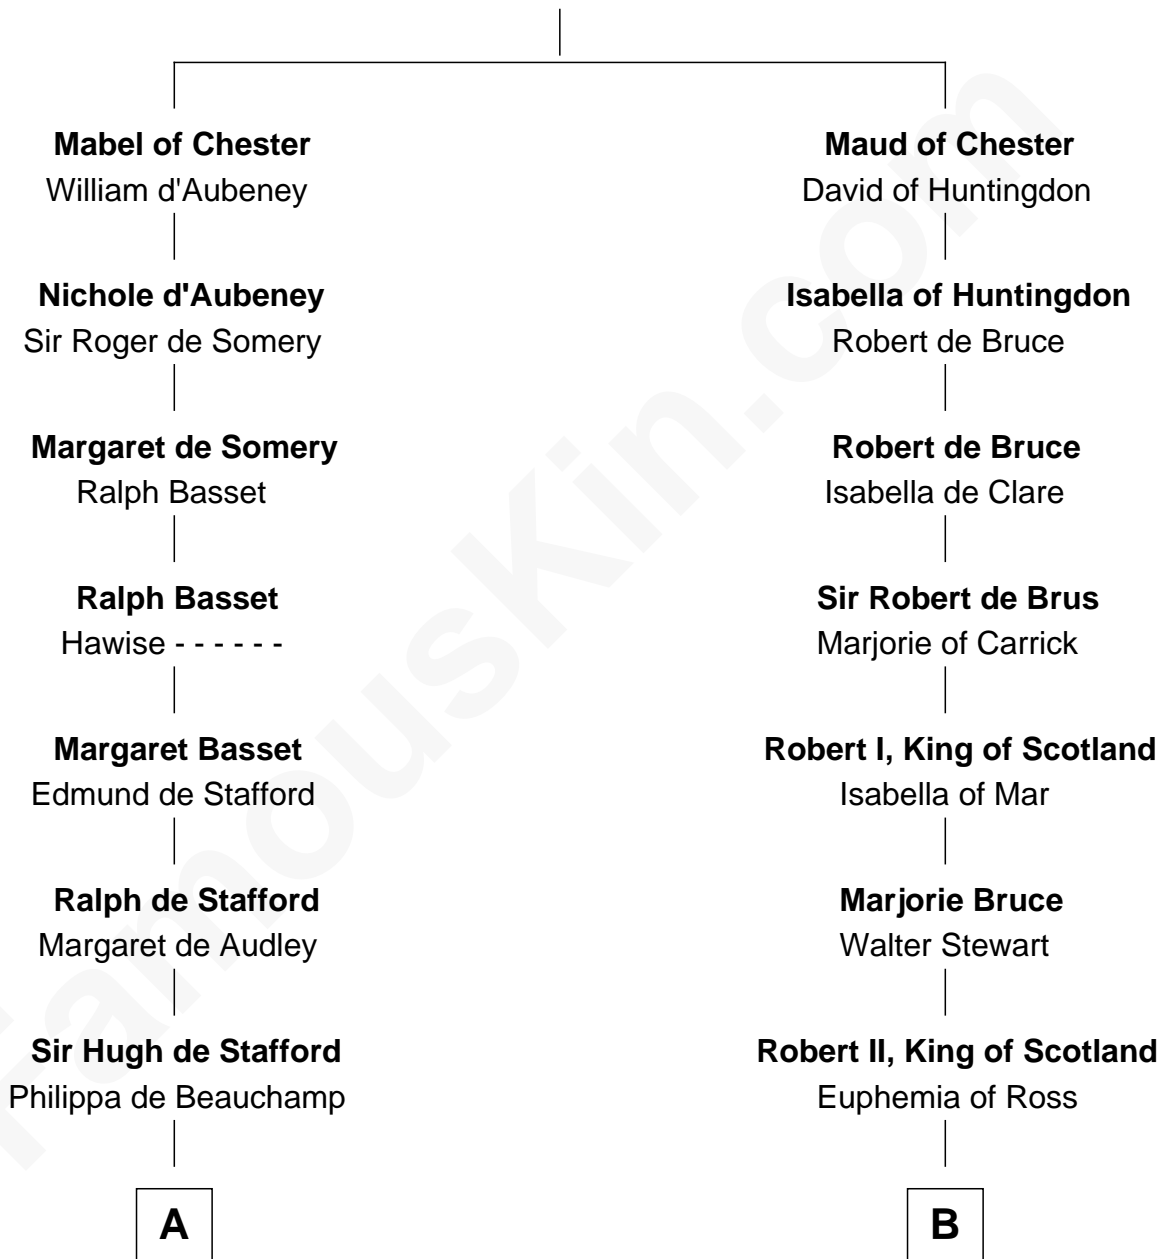 Mabel of Chester
William d'Aubeney
Maud of Chester
David of Huntingdon
Nichole d'Aubeney
Sir Roger de Somery
Isabella of Huntingdon
Robert de Bruce
Margaret de Somery
Ralph Basset
Robert de Bruce
Isabella de Clare
Ralph Basset
Hawise - - - - - -
Sir Robert de Brus
Marjorie of Carrick
Margaret Basset
Edmund de Stafford
Robert I, King of Scotland
Isabella of Mar
Ralph de Stafford
Margaret de Audley
Marjorie Bruce
Walter Stewart
Sir Hugh de Stafford
Philippa de Beauchamp
Robert II, King of Scotland
Euphemia of Ross
A
B
FamousKin.com